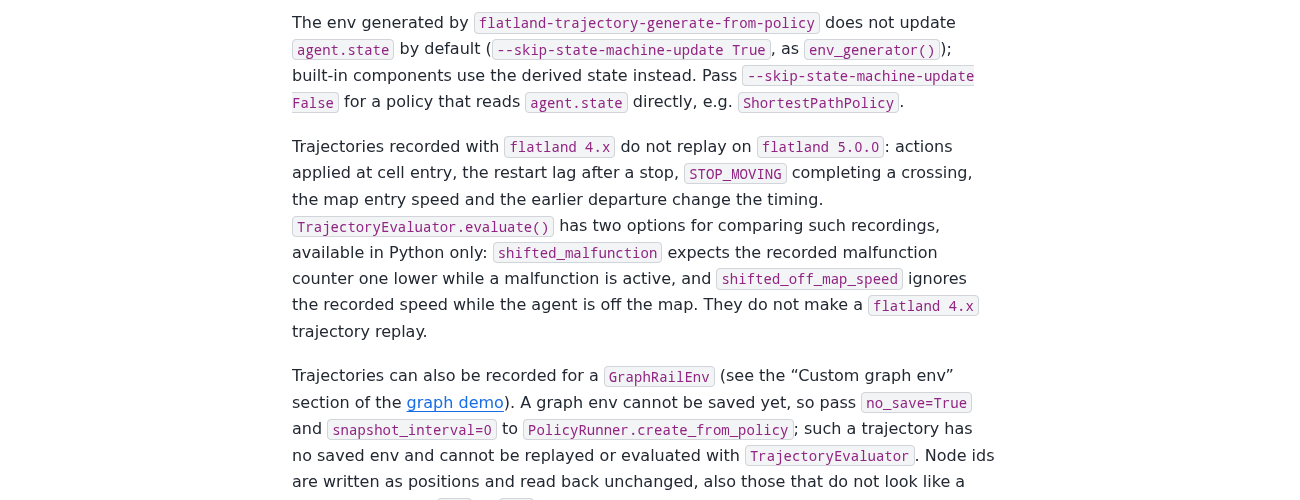 The env generated by flatland-trajectory-generate-from-policy does not update
agent.state by default (--skip-state-machine-update True, as env_generator());
built-in components use the derived state instead. Pass --skip-state-machine-update
False for a policy that reads agent.state directly, e.g. ShortestPathPolicy.
Trajectories recorded with flatland 4.x do not replay on flatland 5.0.0: actions
applied at cell entry, the restart lag after a stop, STOP_MOVING completing a crossing,
the map entry speed and the earlier departure change the timing.
TrajectoryEvaluator.evaluate() has two options for comparing such recordings,
available in Python only: shifted_malfunction expects the recorded malfunction
counter one lower while a malfunction is active, and shifted_off_map_speed ignores
the recorded speed while the agent is off the map. They do not make a flatland 4.x
trajectory replay.
Trajectories can also be recorded for a GraphRailEnv (see the “Custom graph env”
section of the graph demo). A graph env cannot be saved yet, so pass no_save=True
and snapshot_interval=0 to PolicyRunner.create_from_policy; such a trajectory has
no saved env and cannot be replayed or evaluated with TrajectoryEvaluator. Node ids
are written as positions and read back unchanged, also those that do not look like a